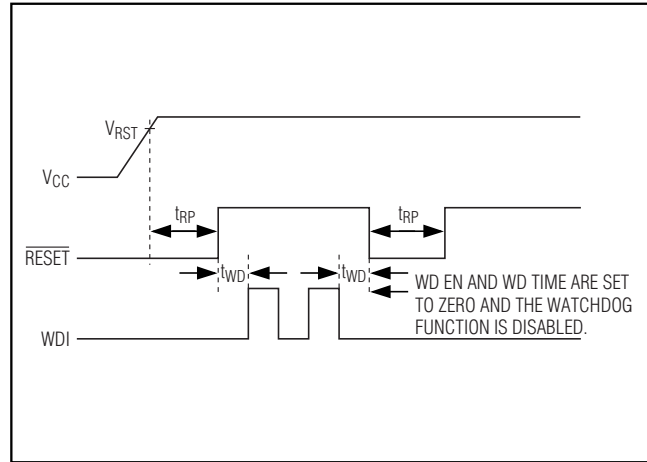 VRST
VCC
tRP
tRP
RESET
tWD
tWD
WD EN AND WD TIME ARE SET
TO ZERO AND THE WATCHDOG
FUNCTION IS DISABLED.
WDI